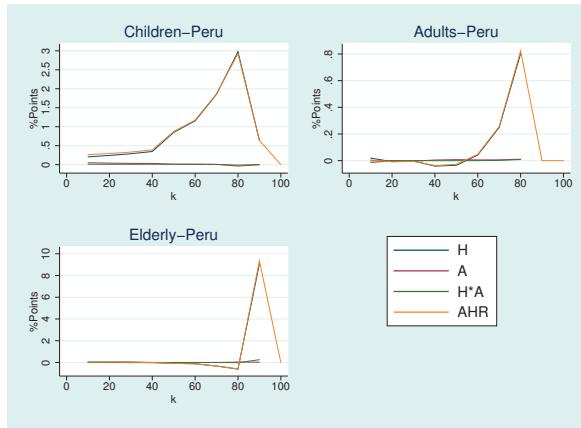 Children–Peru
%Points
3
2.5
2
1.5
1
.5
0
0 20 40 60 80 100
k
Adults–Peru
%Points
.8
.6
.4
.2
0
0 20 40 60 80 100
k
Elderly–Peru
%Points
10
8
6
4
2
0
0 20 40 60 80 100
k
H
A
H*A
AHR